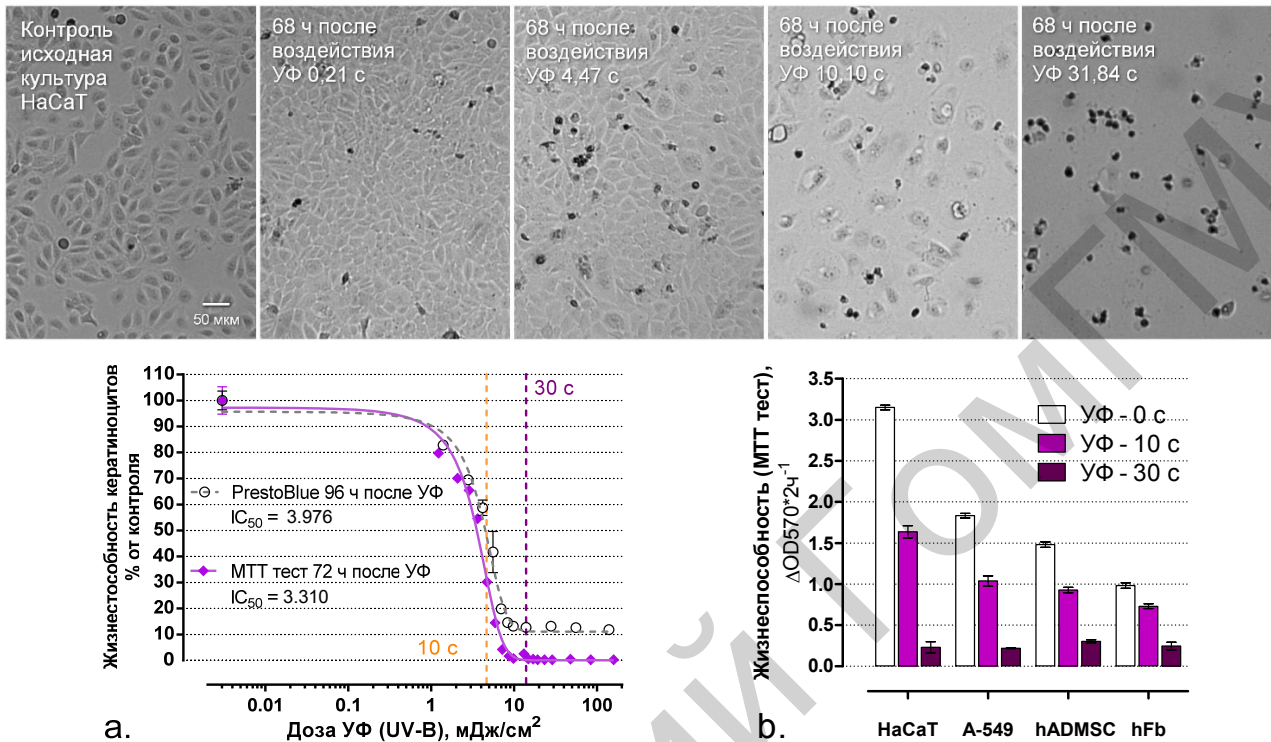 Контроль
исходная
культура
HaCaT
50 мкм
68 ч после
воздействия
УФ 0,21 с
68 ч после
воздействия
УФ 4,47 с
68 ч после
воздействия
УФ 10,10 с
68 ч после
воздействия
УФ 31,84 с
Жизнестособность кератиноцитов
% от контроля
110
100
90
80
70
60
50
40
30
20
10
0
30 с
PrestoBlue 96 ч после УФ
IC50 = 3.976
МТТ тест 72 ч после УФ
IC50 = 3.310
10 с
0.01
0.1
1
10
100
a.
Доза УФ (UV-B), мДж/см²
Жизнеспособность (МТТ тест),
ΔOD570*2ч⁻¹
3.5
3.0
2.5
2.0
1.5
1.0
0.5
0.0
УФ - 0 с
УФ - 10 с
УФ - 30 с
b.
HaCaT
A-549
hADMSC
hFb
МИЙ ГОМГМ